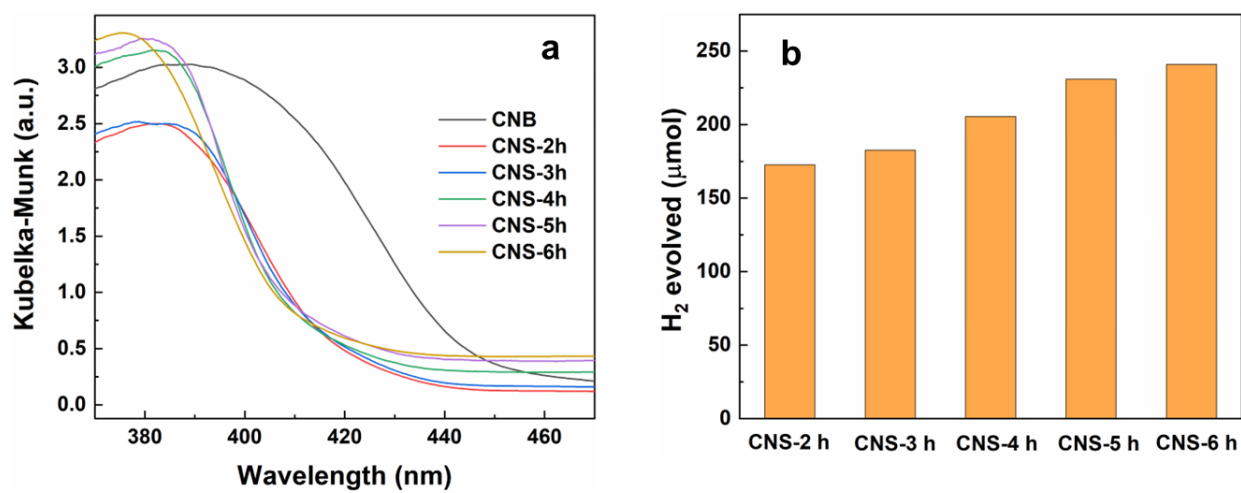 a
Kubelka-Munk (a.u.)
3.0
2.5
2.0
1.5
1.0
0.5
0.0
CNB
CNS-2h
CNS-3h
CNS-4h
CNS-5h
CNS-6h
380 400 420 440 460
Wavelength (nm)
b
H₂ evolved (μmol)
250
200
150
100
50
0
CNS-2 h CNS-3 h CNS-4 h CNS-5 h CNS-6 h